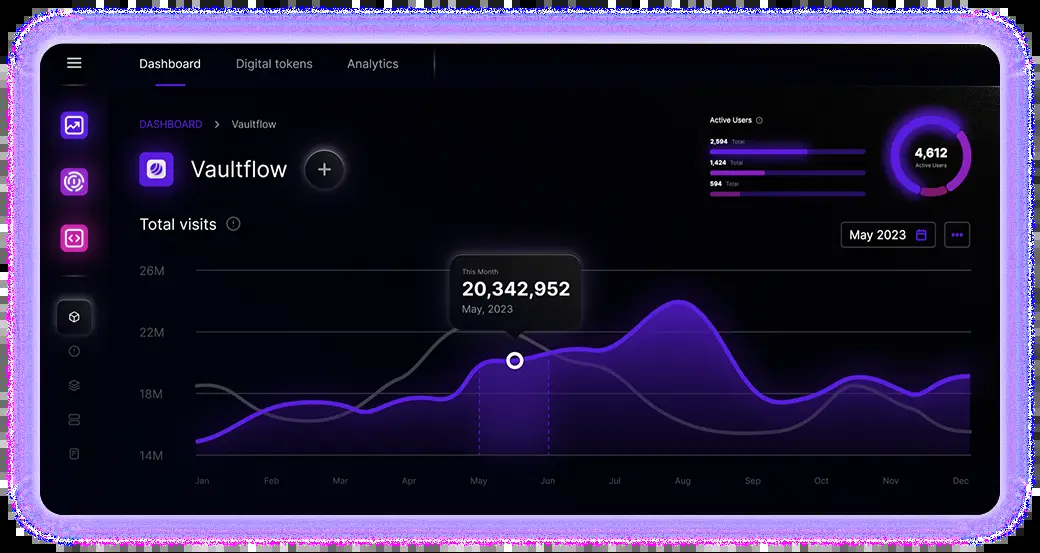 Dashboard Digital tokens Analytics
DASHBOARD > Vaultflow
Vaultflow
Total visits
Active Users
2,594 Total
1,424 Total
594 Total
4,612
Active Users
May 2023
This Month
20,342,952
May, 2023
26M
22M
18M
14M
Jan Feb Mar Apr May Jun Jul Aug Sep Oct Nov Dec